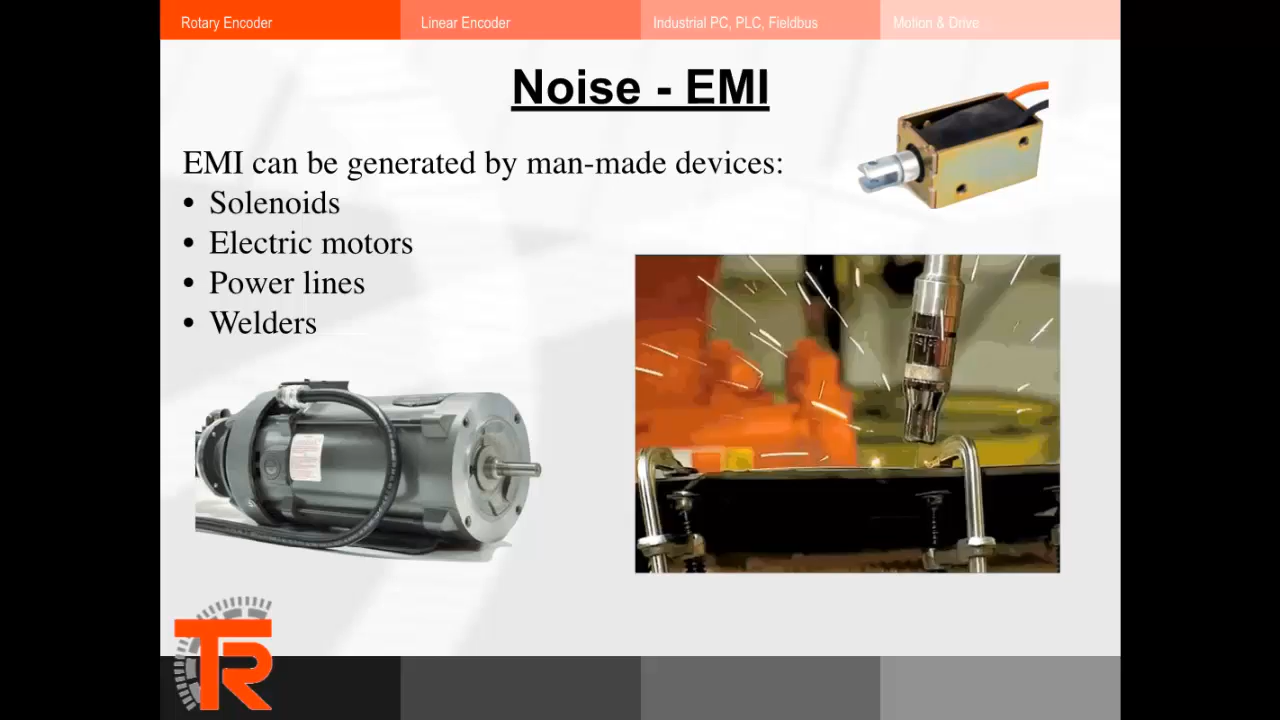 Rotary Encoder
Linear Encoder
Industrial PC, PLC, Fieldbus
Motion & Drive
Noise - EMI
EMI can be generated by man-made devices:
• Solenoids
• Electric motors
• Power lines
• Welders
TR